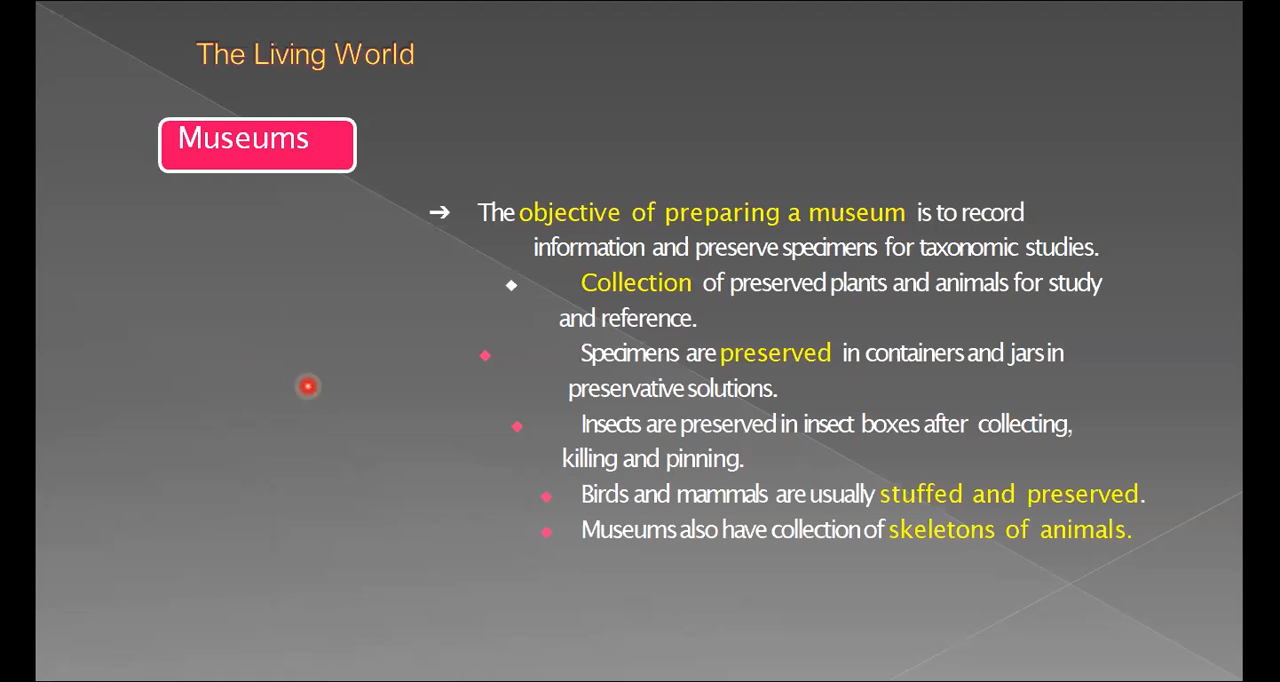 The Living World
Museums
➔ The objective of preparing a museum is to record
information and preserve specimens for taxonomic studies.
◆ Collection of preserved plants and animals for study
and reference.
◆ Specimens are preserved in containers and jars in
preservative solutions.
◆ Insects are preserved in insect boxes after collecting,
killing and pinning.
◆ Birds and mammals are usually stuffed and preserved.
◆ Museums also have collection of skeletons of animals.